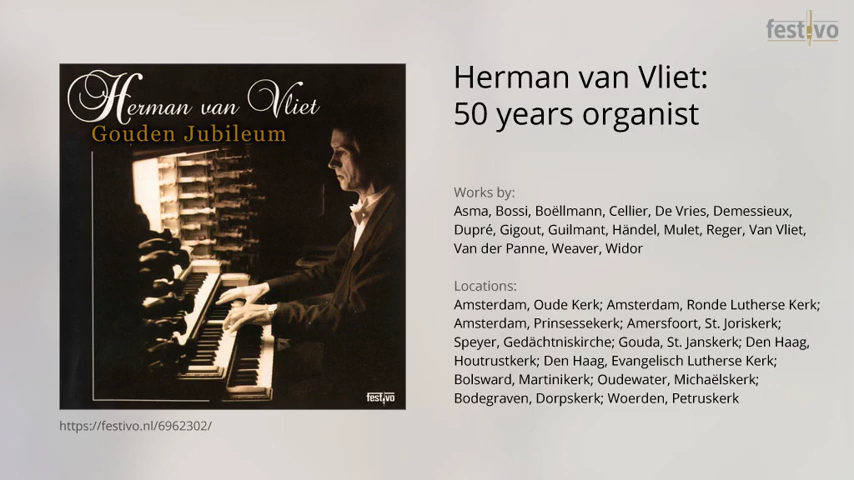 festivo
Herman van Vliet
Gouden Jubileum
festivo
https://festivo.nl/6962302/
Herman van Vliet:
50 years organist
Works by:
Asma, Bossi, Boëllmann, Cellier, De Vries, Demessieux,
Dupré, Gigout, Guilmant, Händel, Mulet, Reger, Van Vliet,
Van der Panne, Weaver, Widor
Locations:
Amsterdam, Oude Kerk; Amsterdam, Ronde Lutherse Kerk;
Amsterdam, Prinsessekerk; Amersfoort, St. Joriskerk;
Speyer, Gedächtniskirche; Gouda, St. Janskerk; Den Haag,
Houtrustkerk; Den Haag, Evangelisch Lutherse Kerk;
Bolsward, Martinikerk; Oudewater, Michaëlskerk;
Bodegraven, Dorpskerk; Woerden, Petruskerk